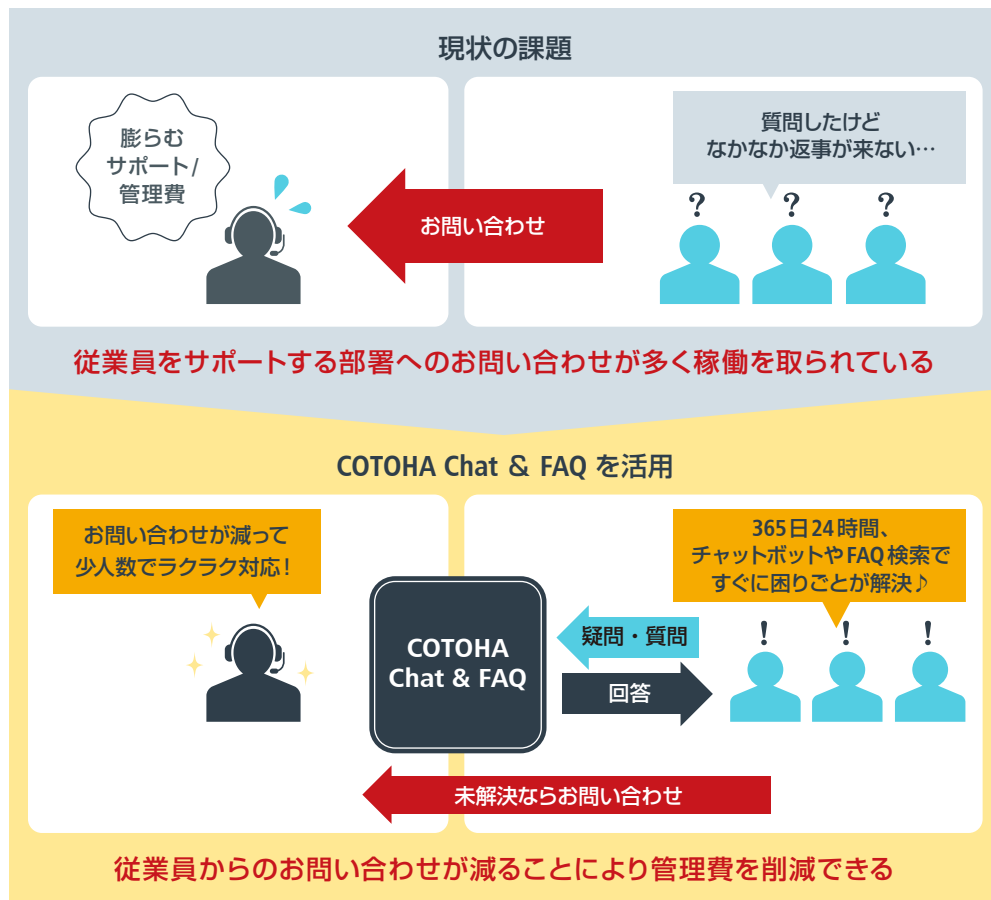 現状の課題
膨らむ
サポート/
管理費
お問い合わせ
質問したけど
なかなか返事が来ない…
?
?
?
従業員をサポートする部署へのお問い合わせが多く稼働を取られている
COTOHA Chat & FAQ を活用
お問い合わせが減って
少人数でラクラク対応!
COTOHA
Chat & FAQ
疑問・質問
回答
365日24時間、
チャットボットやFAQ検索で
すぐに困りごとが解決♪
!
!
!
未解決ならお問い合わせ
従業員からのお問い合わせが減ることにより管理費を削減できる